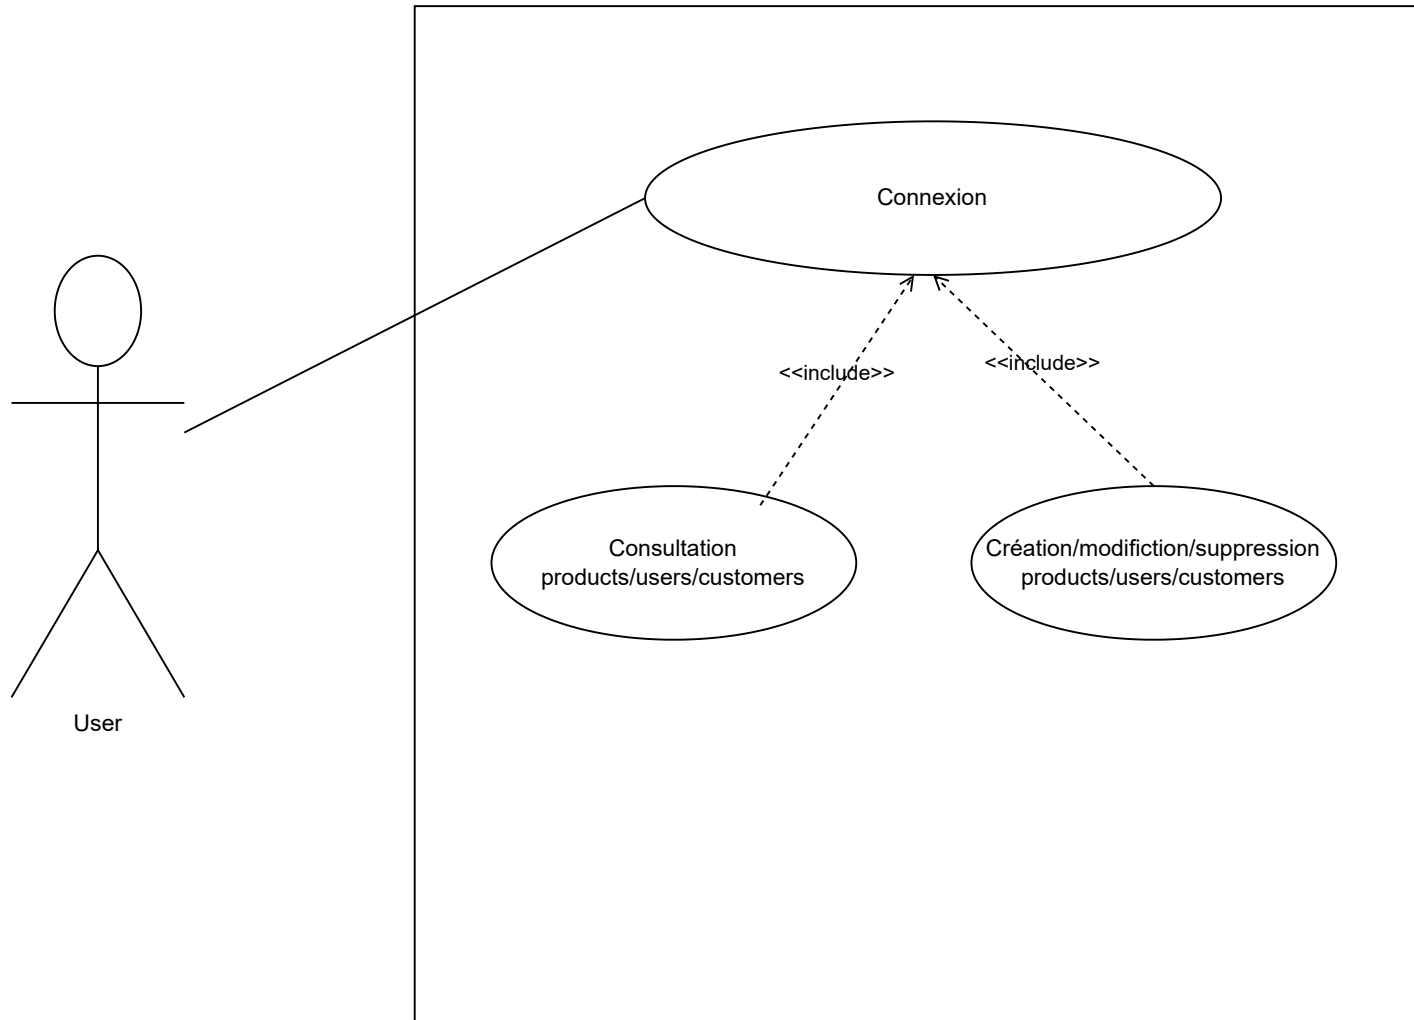 Connexion
<<include>>
<<include>>
Consultation
products/users/customers
Création/modifiction/suppression
products/users/customers
User